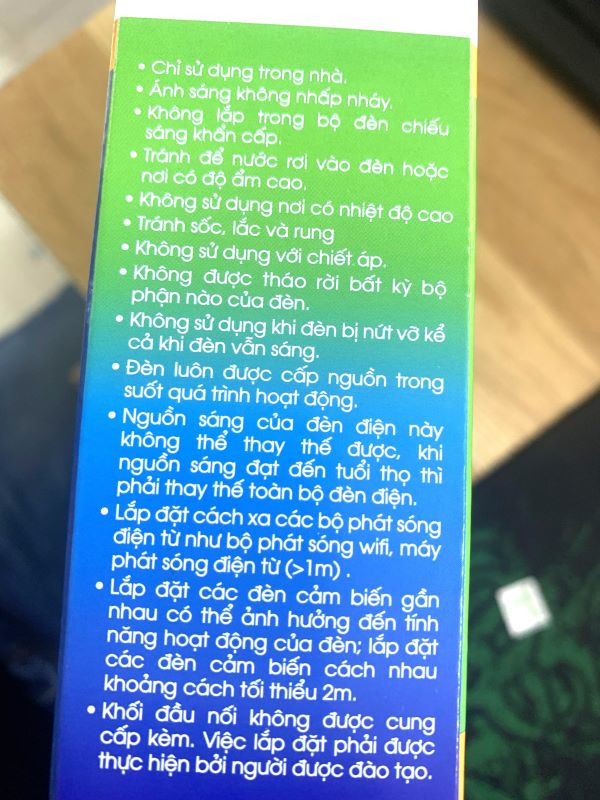 • Chỉ sử dụng trong nhà.
• Ánh sáng không nhấp nháy.
• Không lắp trong bộ đèn chiếu
sáng khẩn cấp.
• Tránh để nước rơi vào đèn hoặc
nơi có độ ẩm cao.
• Không sử dụng nơi có nhiệt độ cao
• Tránh sốc, lắc và rung
• Không sử dụng với chiết áp.
• Không được tháo rời bất kỳ bộ
phận nào của đèn.
• Không sử dụng khi đèn bị nứt vỡ kể
cả khi đèn vẫn sáng.
• Đèn luôn được cấp nguồn trong
suốt quá trình hoạt động.
• Nguồn sáng của đèn điện này
không thể thay thế được, khi
nguồn sáng đạt đến tuổi thọ thì
phải thay thế toàn bộ đèn điện.
• Lắp đặt cách xa các bộ phát sóng
điện từ như bộ phát sóng wifi, máy
phát sóng điện từ (>1m) .
• Lắp đặt các đèn cảm biến gần
nhau có thể ảnh hưởng đến tính
năng hoạt động của đèn; lắp đặt
các đèn cảm biến cách nhau
khoảng cách tối thiểu 2m.
• Khối đầu nối không được cung
cấp kèm. Việc lắp đặt phải được
thực hiện bởi người được đào tạo.